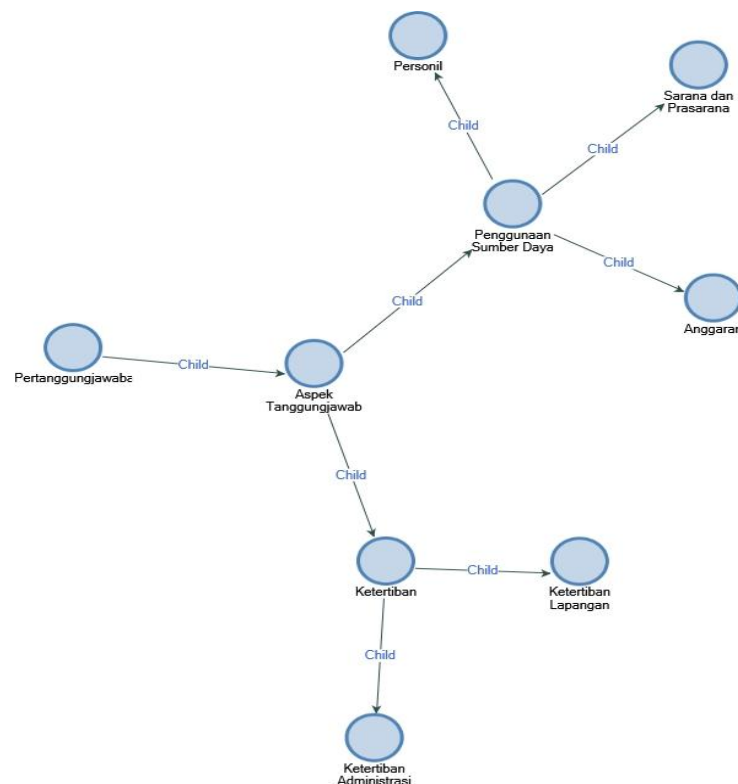 Personil
Sarana dan
Prasarana
Child
Child
Penggunaan
Sumber Daya
Child
Anggaran
Child
Pertanggungjawaba
Child
Aspek
Tanggungjawab
Child
Ketertiban
Child
Ketertiban
Lapangan
Child
Ketertiban
Administrasi